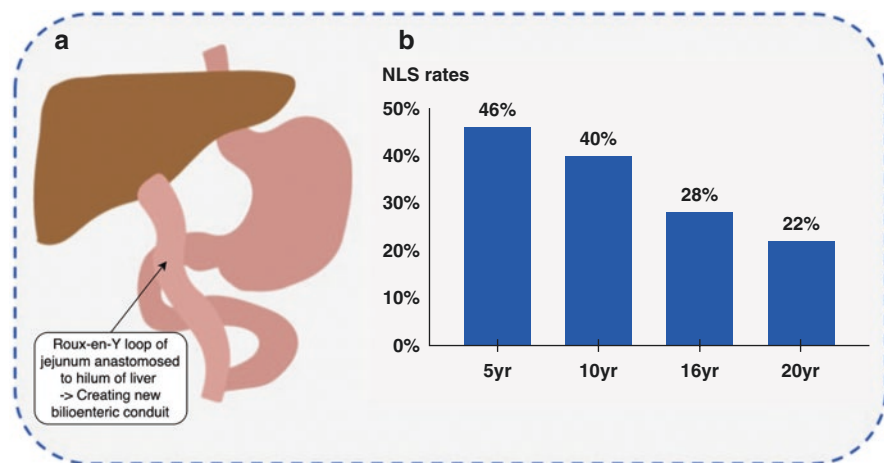 a
Roux-en-Y loop of
jejunum anastomosed
to hilum of liver
-> Creating new
bilioenteric conduit
b
NLS rates
50%
40%
30%
20%
10%
0%
46%
40%
28%
22%
5yr
10yr
16yr
20yr